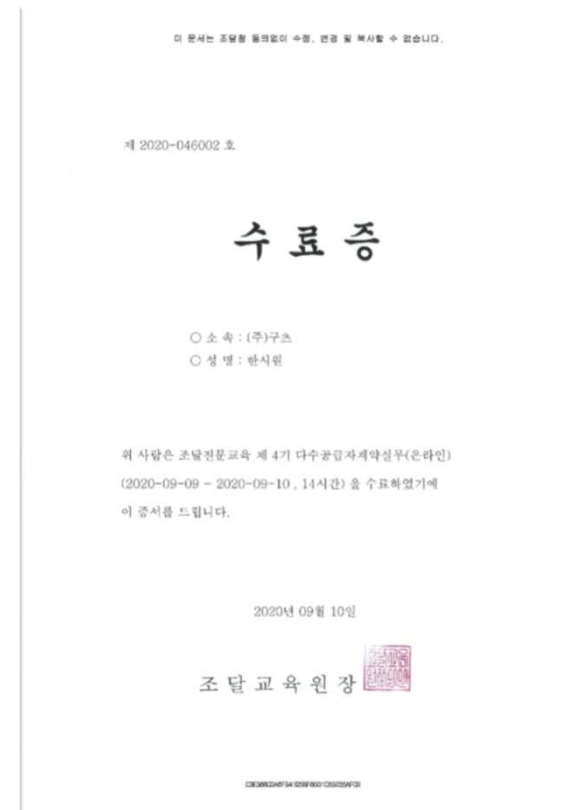 이 문서는 조달청 동의없이 수정, 변경 및 복사할 수 없습니다.
제 2020-046002 호
수 료 증
○ 소 속 : (주)구츠
○ 성 명 : 한시원
위 사람은 조달전문교육 제 4기 다수공급자계약실무(온라인)
(2020-09-09 ~ 2020-09-10 , 14시간) 을 수료하였기에
이 증서를 드립니다.
2020년 09월 10일
조 달 교 육 원 장